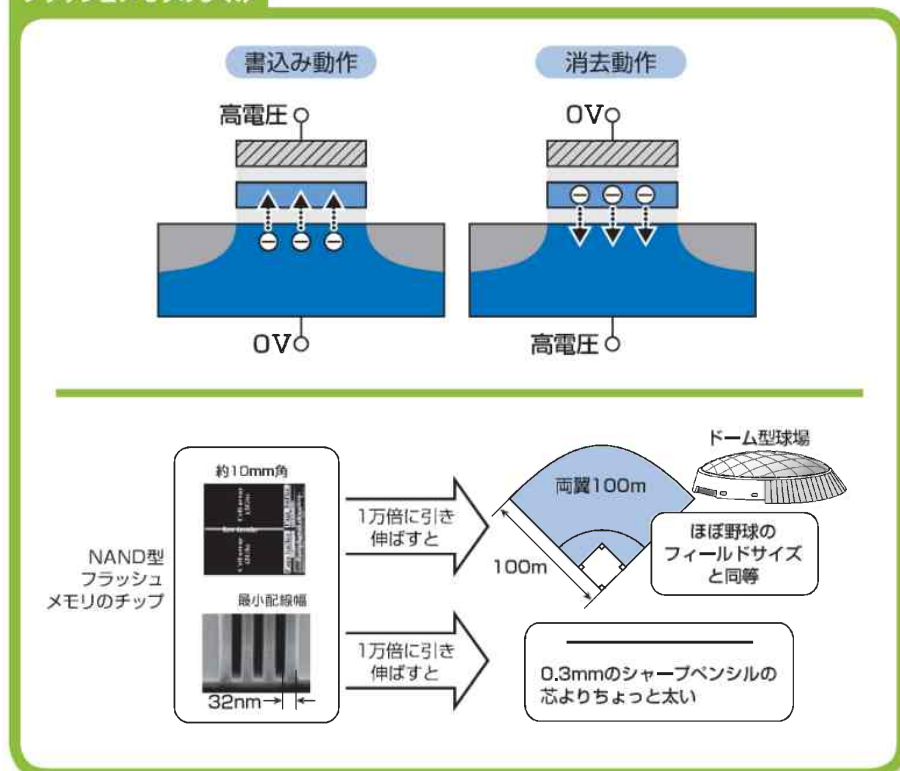 書込み動作
消去動作
高電圧
0V
0V
高電圧
ドーム型球場
約10mm角
両翼100m
1万倍に引き
伸ばすと
ほぼ野球の
フィールドサイズ
と同等
100m
NAND型
フラッシュ
メモリのチップ
最小配線幅
1万倍に引き
伸ばすと
0.3mmのシャープペンシルの
芯よりちょっと太い
32nm